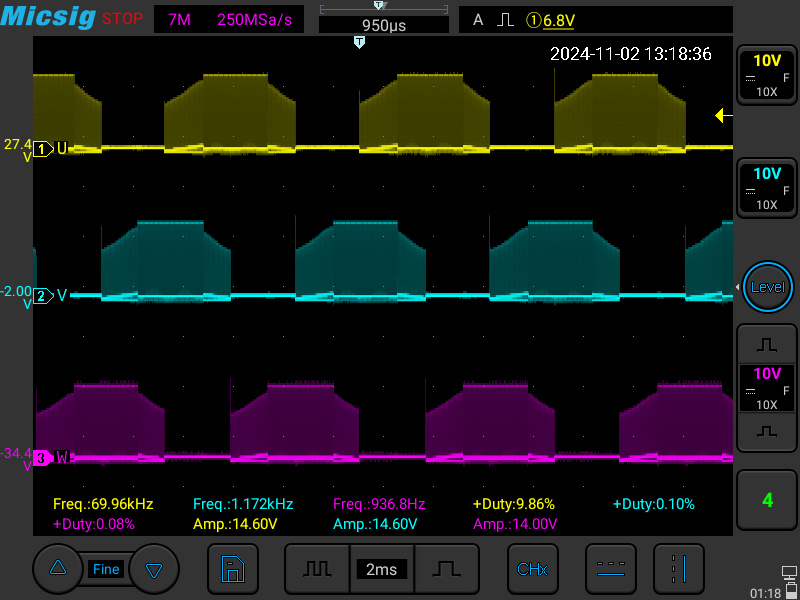 Micsig STOP 7M 250MSa/s 950µs A ①6.8V
T
T
2024-11-02 13:18:36
10V
F
10X
27.4
V
1 U
10V
F
10X
-2.00
V
2 V
Level
10V
F
10X
-34.4
V
3 W
4
Freq.:69.96kHz Freq.:1.172kHz Freq.:936.8Hz +Duty:9.86% +Duty:0.10%
+Duty:0.08% Amp.:14.60V Amp.:14.60V Amp.:14.00V
Fine 2ms CHx
01:18